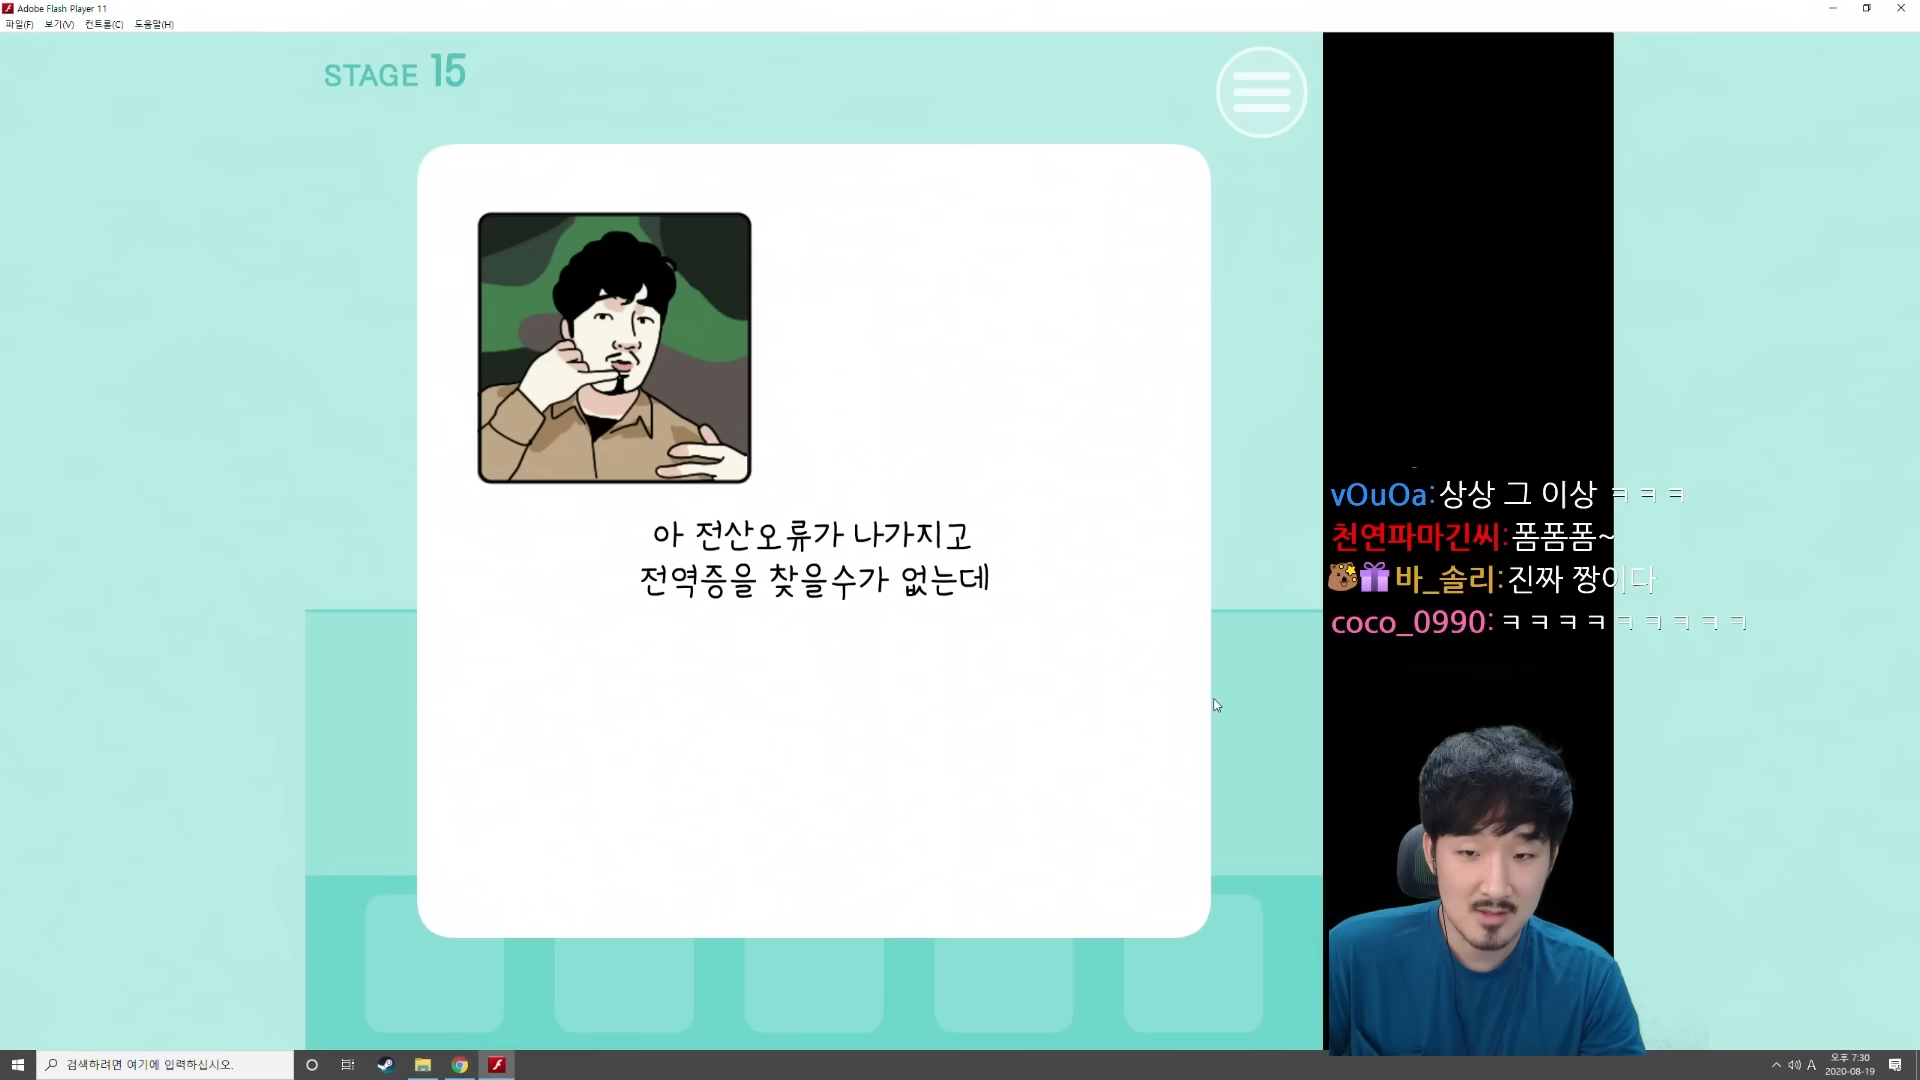 Adobe Flash Player 11
파일(F) 보기(V) 컨트롤(C) 도움말(H)
STAGE 15
아 전산오류가 나가지고
전역증을 찾을수가 없는데
vOuOa:상상 그 이상 ㅋㅋㅋ
천연파마긴씨:폼폼폼~
바_솔리:진짜 짱이다
coco_0990:ㅋㅋㅋㅋㅋㅋㅋㅋㅋ
검색하려면 여기에 입력하십시오.
A
오후 7:30
2020-08-19